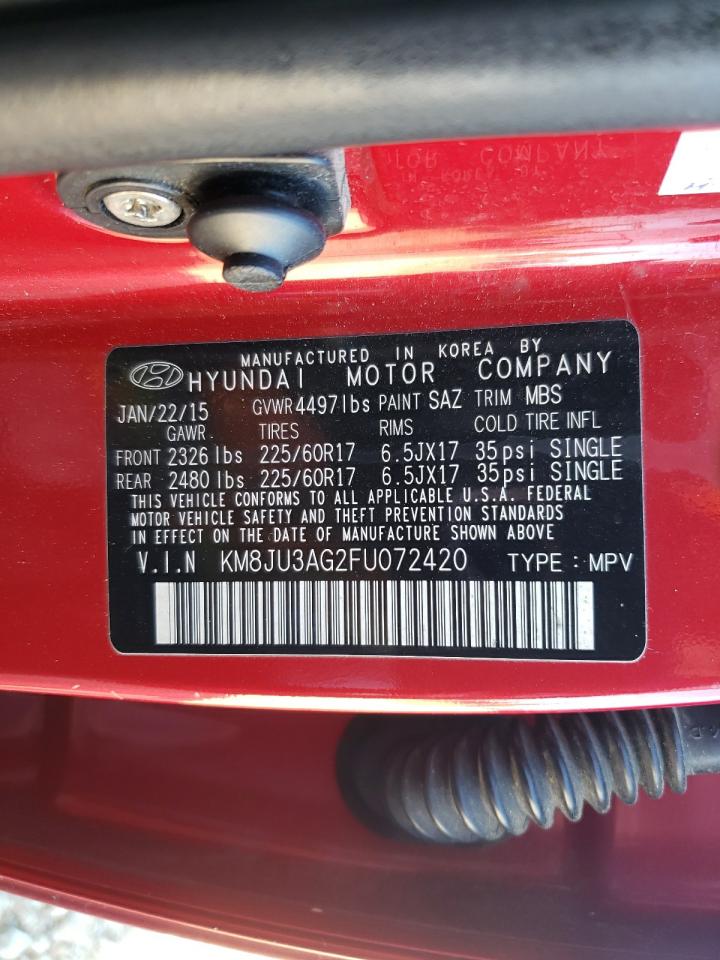 MANUFACTURED IN KOREA BY
HYUNDAI MOTOR COMPANY
JAN/22/15 GVWR 4497lbs PAINT SAZ TRIM MBS
GAWR TIRES RIMS COLD TIRE INFL
FRONT 2326 lbs 225/60R17 6.5JX17 35psi SINGLE
REAR 2480 lbs 225/60R17 6.5JX17 35psi SINGLE
THIS VEHICLE CONFORMS TO ALL APPLICABLE U.S.A. FEDERAL
MOTOR VEHICLE SAFETY AND THEFT PREVENTION STANDARDS
IN EFFECT ON THE DATE OF MANUFACTURE SHOWN ABOVE
V.I.N KM8JU3AG2FU072420 TYPE : MPV